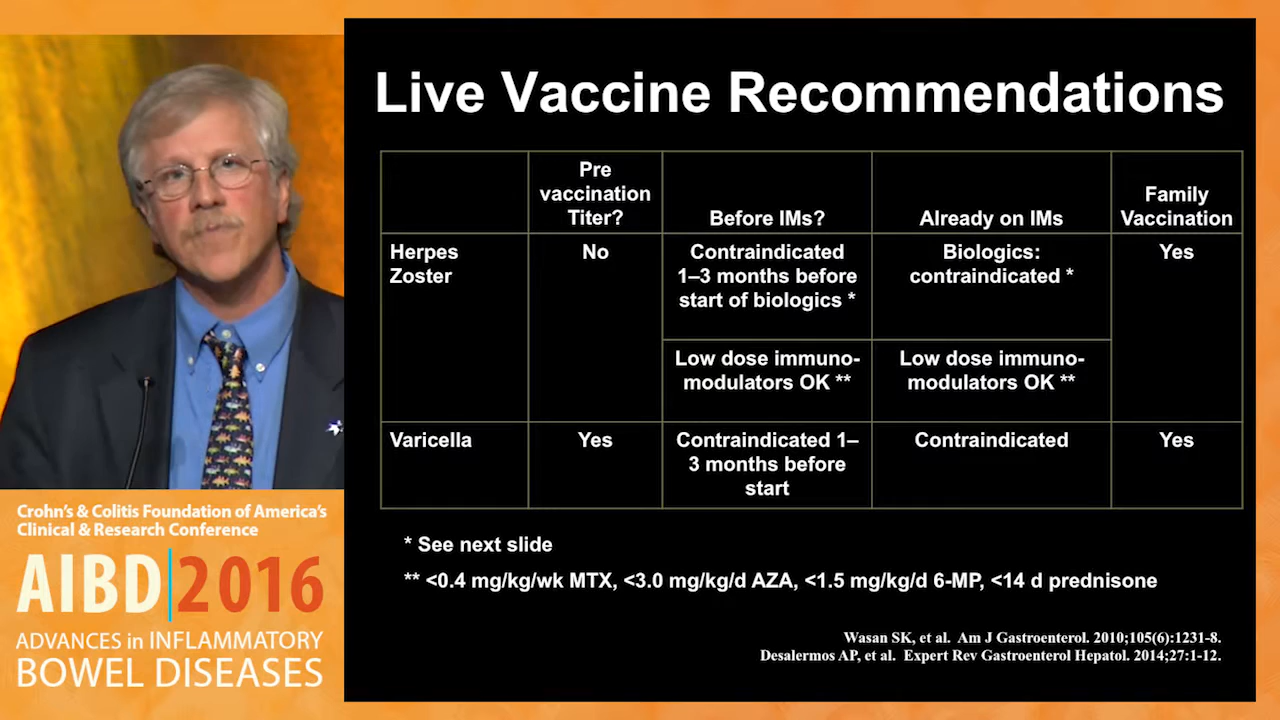 Live Vaccine Recommendations
Pre
vaccination
Titer?
Before IMs?
Already on IMs
Family
Vaccination
Herpes
Zoster
No
Contraindicated
1–3 months before
start of biologics *
Biologics:
contraindicated *
Yes
Low dose immuno-
modulators OK **
Low dose immuno-
modulators OK **
Varicella
Yes
Contraindicated 1–
3 months before
start
Contraindicated
Yes
* See next slide
** <0.4 mg/kg/wk MTX, <3.0 mg/kg/d AZA, <1.5 mg/kg/d 6-MP, <14 d prednisone
Wasan SK, et al. Am J Gastroenterol. 2010;105(6):1231-8.
Desalermos AP, et al. Expert Rev Gastroenterol Hepatol. 2014;27:1-12.
Crohn's & Colitis Foundation of America's
Clinical & Research Conference
AIBD|2016
ADVANCES in INFLAMMATORY
BOWEL DISEASES